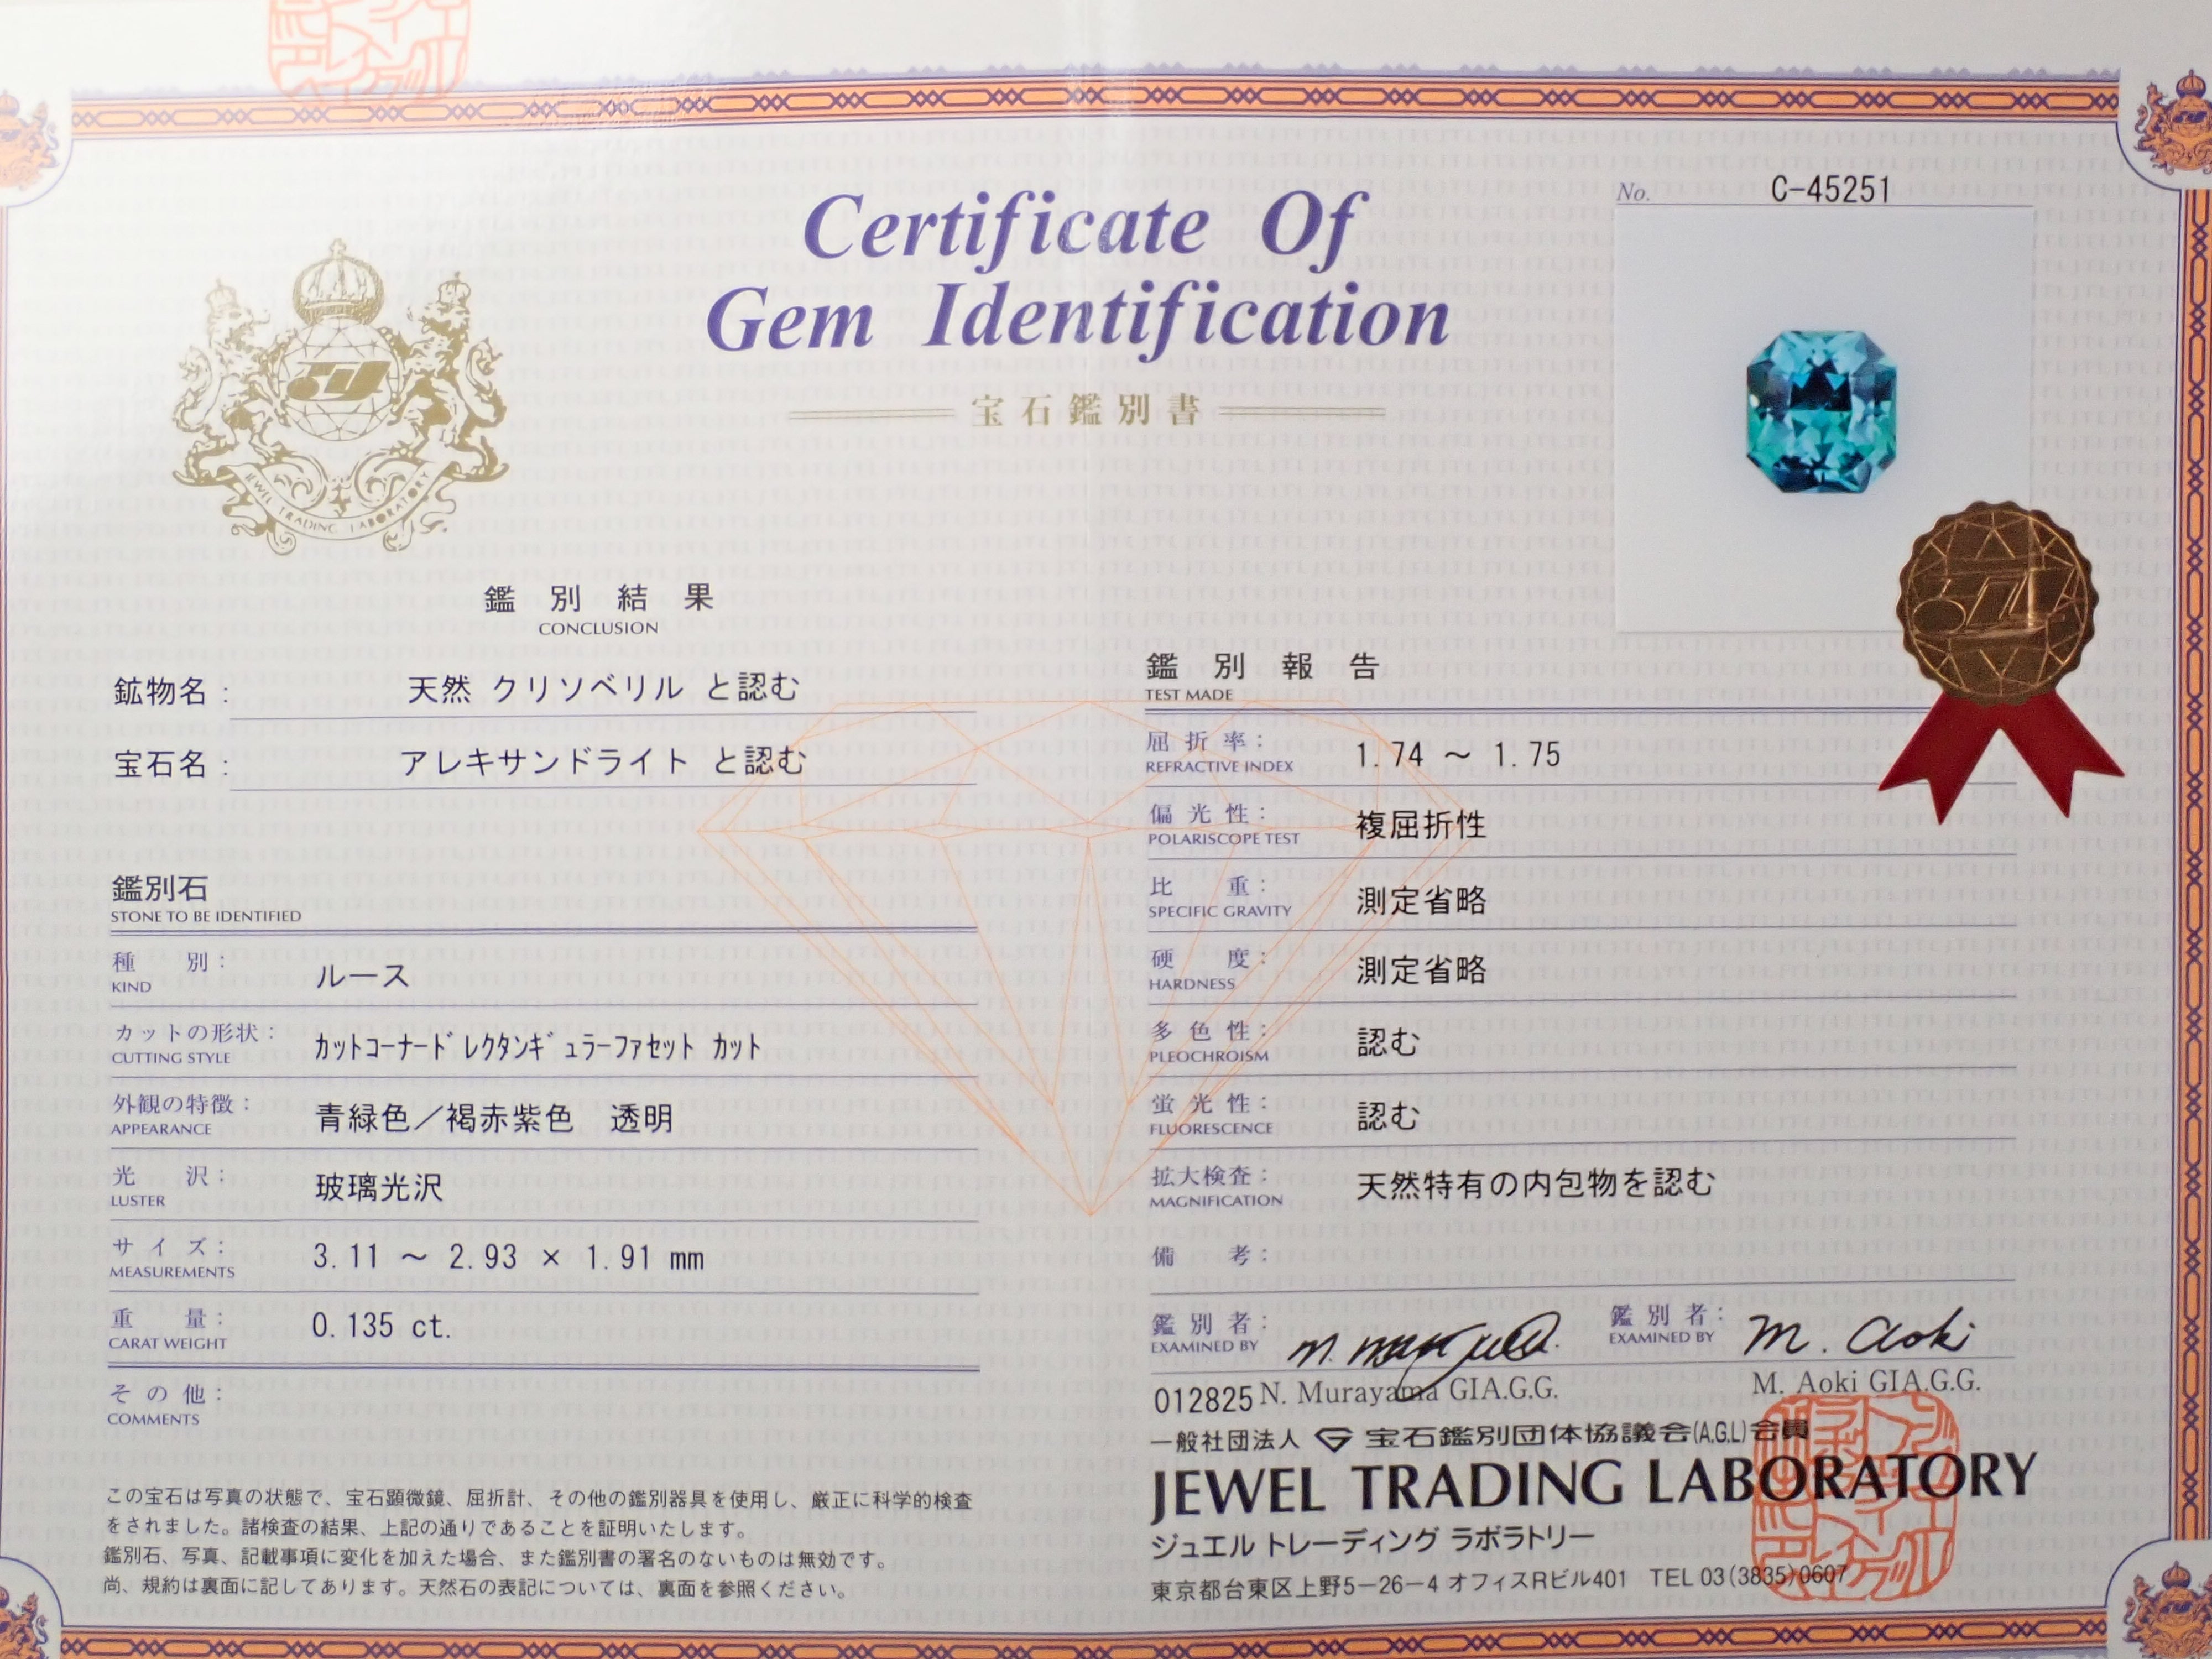 Certificate Of
Gem Identification
宝石鑑別書
No. C-45251
JEWEL TRADING LABORATORY
鑑別結果
CONCLUSION
鉱物名: 天然 クリソベリル と認む
宝石名: アレキサンドライト と認む
鑑別石
STONE TO BE IDENTIFIED
種別: ルース
KIND
カットの形状: ｶｯﾄｺｰﾅｰﾄﾞﾚｸﾀﾝｷﾞｭﾗｰﾌｧｾｯﾄ ｶｯﾄ
CUTTING STYLE
外観の特徴: 青緑色／褐赤紫色 透明
APPEARANCE
光沢: 玻璃光沢
LUSTER
サイズ: 3.11 ～ 2.93 × 1.91 mm
MEASUREMENTS
重量: 0.135 ct.
CARAT WEIGHT
その他:
COMMENTS
この宝石は写真の状態で、宝石顕微鏡、屈折計、その他の鑑別器具を使用し、厳正に科学的検査
をされました。諸検査の結果、上記の通りであることを証明いたします。
鑑別石、写真、記載事項に変化を加えた場合、また鑑別書の署名のないものは無効です。
尚、規約は裏面に記してあります。天然石の表記については、裏面を参照ください。
鑑別報告
TEST MADE
屈折率: 1.74 ～ 1.75
REFRACTIVE INDEX
偏光性: 複屈折性
POLARISCOPE TEST
比重: 測定省略
SPECIFIC GRAVITY
硬度: 測定省略
HARDNESS
多色性: 認む
PLEOCHROISM
蛍光性: 認む
FLUORESCENCE
拡大検査: 天然特有の内包物を認む
MAGNIFICATION
備考:
鑑別者: 鑑別者: M. Aoki
EXAMINED BY EXAMINED BY
012825 N. Murayama GIA.G.G. M. Aoki GIA.G.G.
一般社団法人 宝石鑑別団体協議会(A.G.L)会員
JEWEL TRADING LABORATORY
ジュエル トレーディング ラボラトリー
東京都台東区上野5－26－4 オフィスRビル401 TEL 03(3835)0607